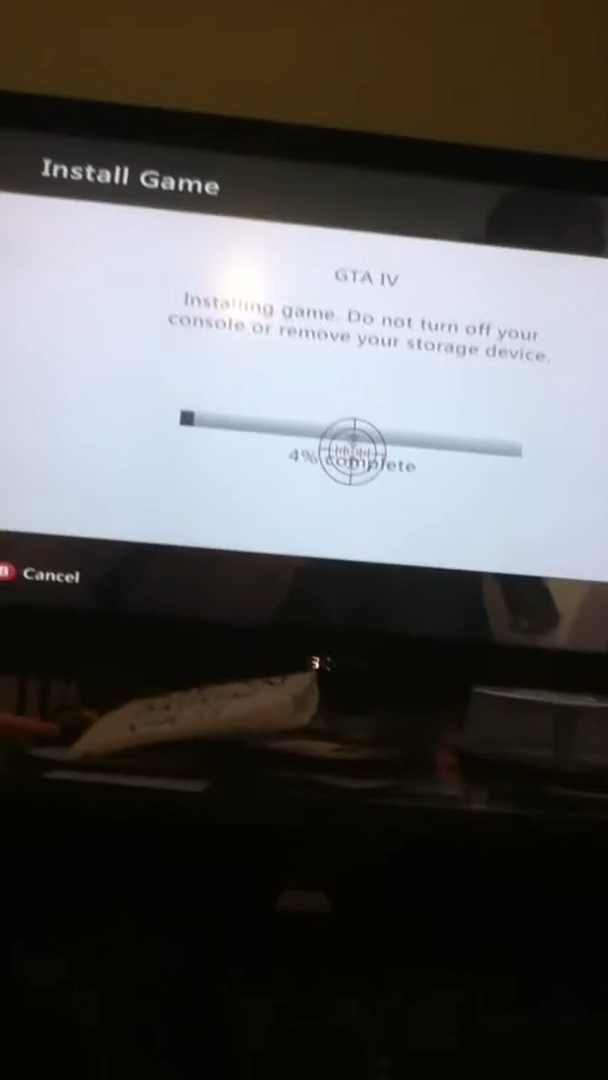 Install Game
GTA IV
Installing game. Do not turn off your
console or remove your storage device.
4% complete
B Cancel